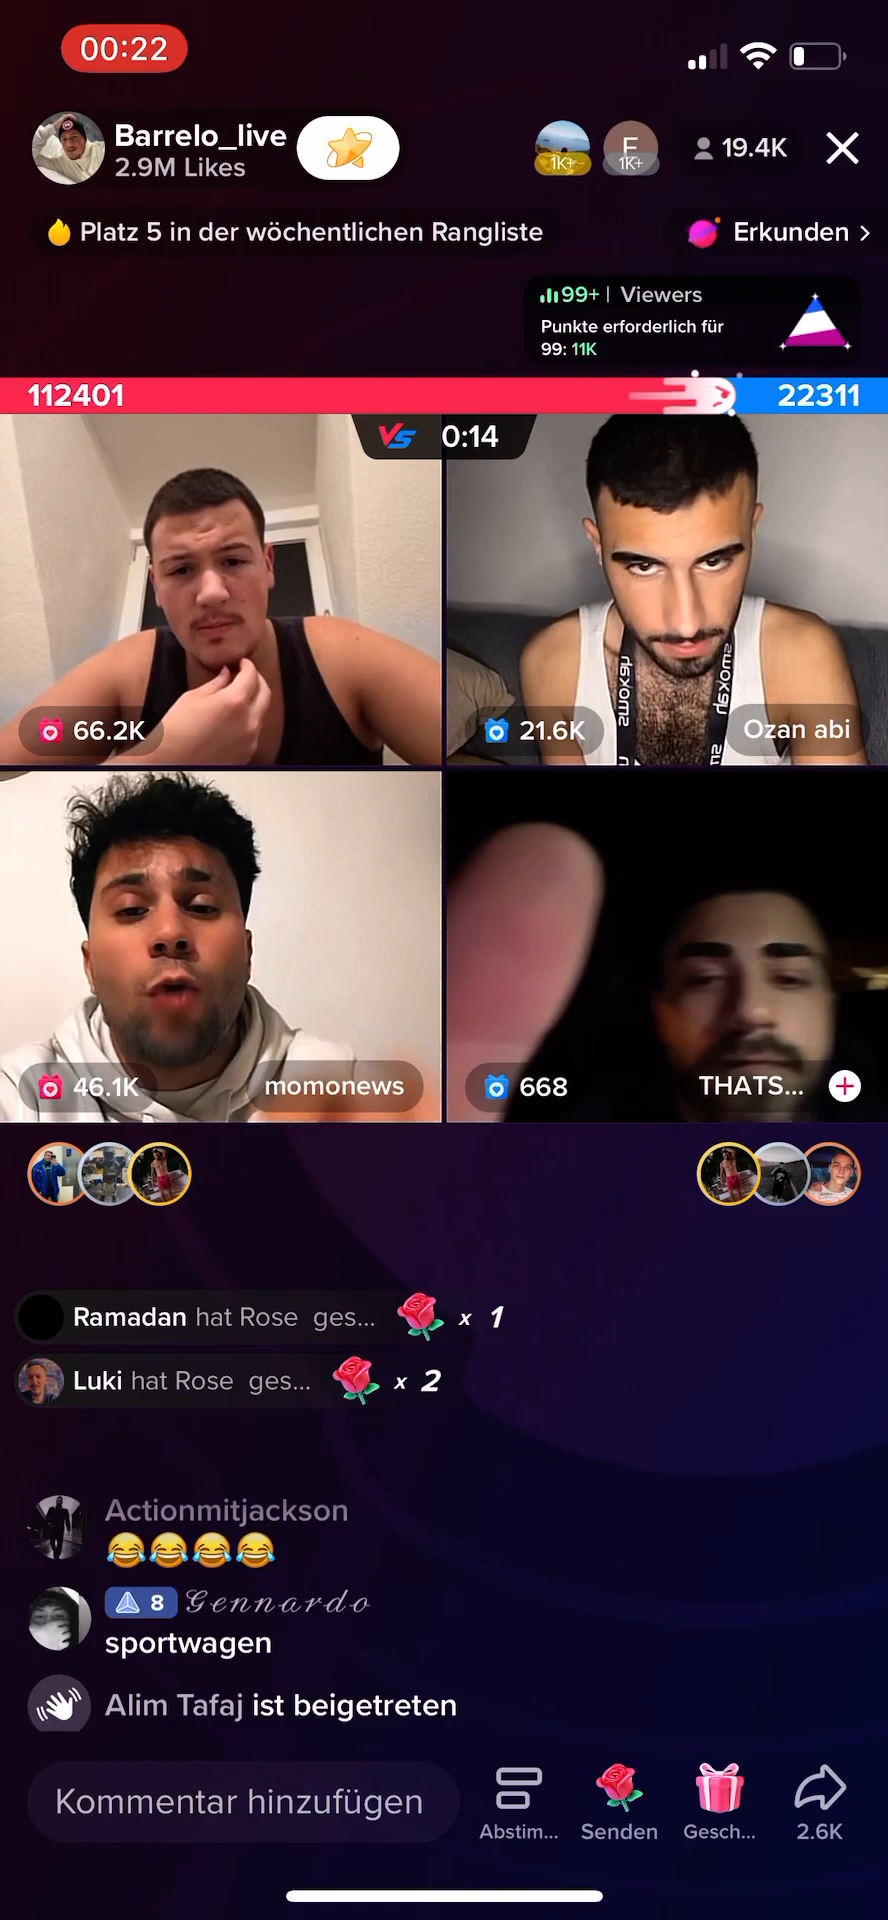 00:22
Barrelo_live
2.9M Likes
1K+
E
1K+
19.4K
Platz 5 in der wöchentlichen Rangliste
Erkunden >
99+ | Viewers
Punkte erforderlich für
99: 11K
112401
22311
VS 0:14
smokah
smokah
66.2K
21.6K
Ozan abi
46.1K
momonews
668
THATS...
Ramadan hat Rose ges... x 1
Luki hat Rose ges... x 2
Actionmitjackson
😂😂😂😂
8 𝒢𝑒𝓃𝓃𝒶𝓇𝒹𝑜
sportwagen
Alim Tafaj ist beigetreten
Kommentar hinzufügen
Abstim...
Senden
Gesch...
2.6K